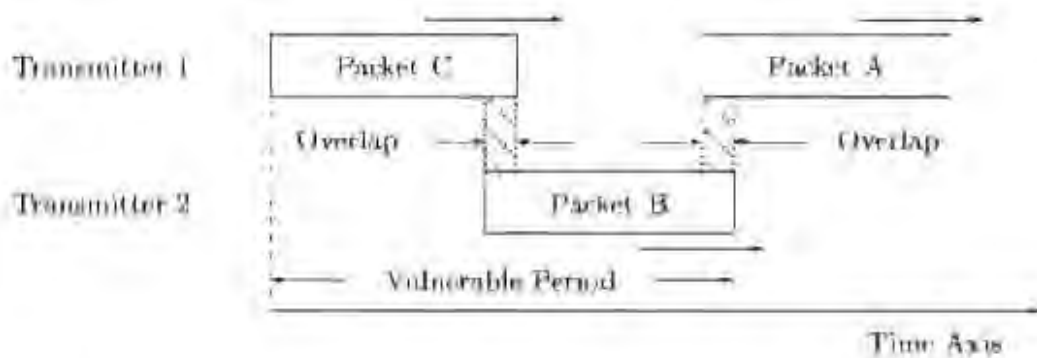 Transmitter 1
Packet C
Packet A
Overlap
Overlap
Transmitter 2
Packet B
Vulnerable Period
Time Axis